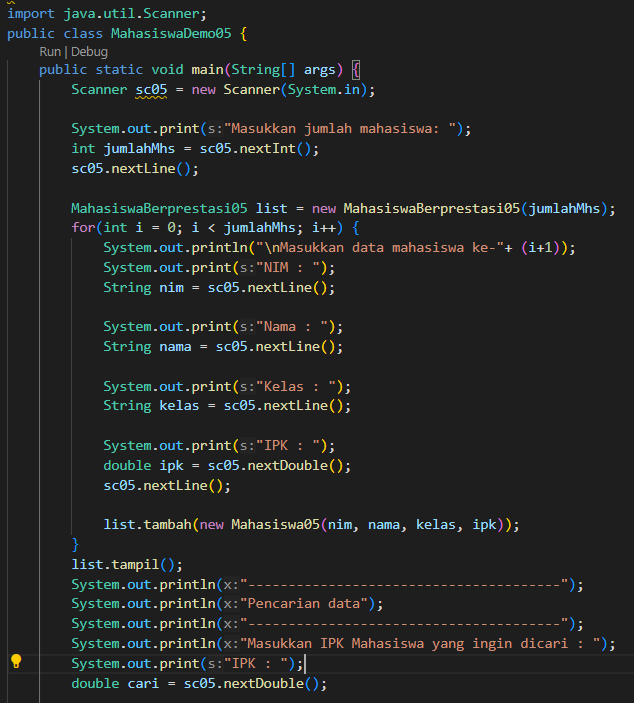 import java.util.Scanner;
public class MahasiswaDemo05 {
Run | Debug
public static void main(String[] args) {
Scanner sc05 = new Scanner(System.in);
System.out.print(s:"Masukkan jumlah mahasiswa: ");
int jumlahMhs = sc05.nextInt();
sc05.nextLine();
MahasiswaBerprestasi05 list = new MahasiswaBerprestasi05(jumlahMhs);
for(int i = 0; i < jumlahMhs; i++) {
System.out.println("\nMasukkan data mahasiswa ke-"+ (i+1));
System.out.print(s:"NIM : ");
String nim = sc05.nextLine();
System.out.print(s:"Nama : ");
String nama = sc05.nextLine();
System.out.print(s:"Kelas : ");
String kelas = sc05.nextLine();
System.out.print(s:"IPK : ");
double ipk = sc05.nextDouble();
sc05.nextLine();
list.tambah(new Mahasiswa05(nim, nama, kelas, ipk));
}
list.tampil();
System.out.println(x:"---------------------------------------");
System.out.println(x:"Pencarian data");
System.out.println(x:"---------------------------------------");
System.out.println(x:"Masukkan IPK Mahasiswa yang ingin dicari : ");
System.out.print(s:"IPK : ");
double cari = sc05.nextDouble();